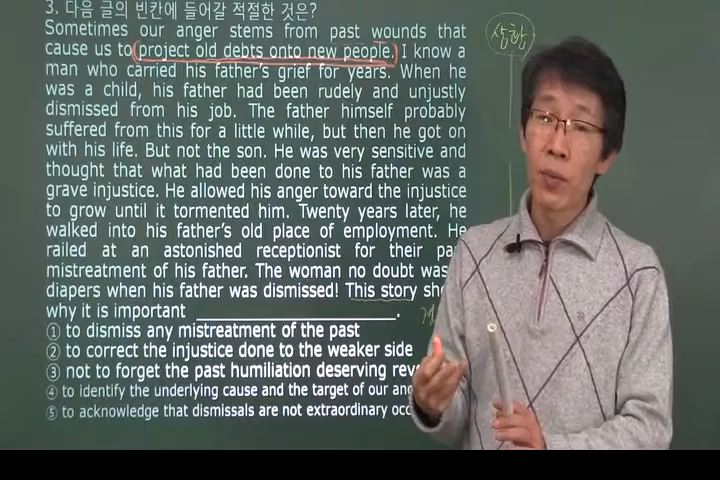 3. 다음 글의 빈칸에 들어갈 적절한 것은?
Sometimes our anger stems from past wounds that
cause us to project old debts onto new people. I know a
man who carried his father's grief for years. When he
was a child, his father had been rudely and unjustly
dismissed from his job. The father himself probably
suffered from this for a little while, but then he got on
with his life. But not the son. He was very sensitive and
thought that what had been done to his father was a
grave injustice. He allowed his anger toward the injustice
to grow until it tormented him. Twenty years later, he
walked into his father's old place of employment. He
railed at an astonished receptionist for their pa
mistreatment of his father. The woman no doubt was
diapers when his father was dismissed! This story sh
why it is important ____________________.
① to dismiss any mistreatment of the past
② to correct the injustice done to the weaker side
③ not to forget the past humiliation deserving rev
④ to identify the underlying cause and the target of our ang
⑤ to acknowledge that dismissals are not extraordinary occ
상황